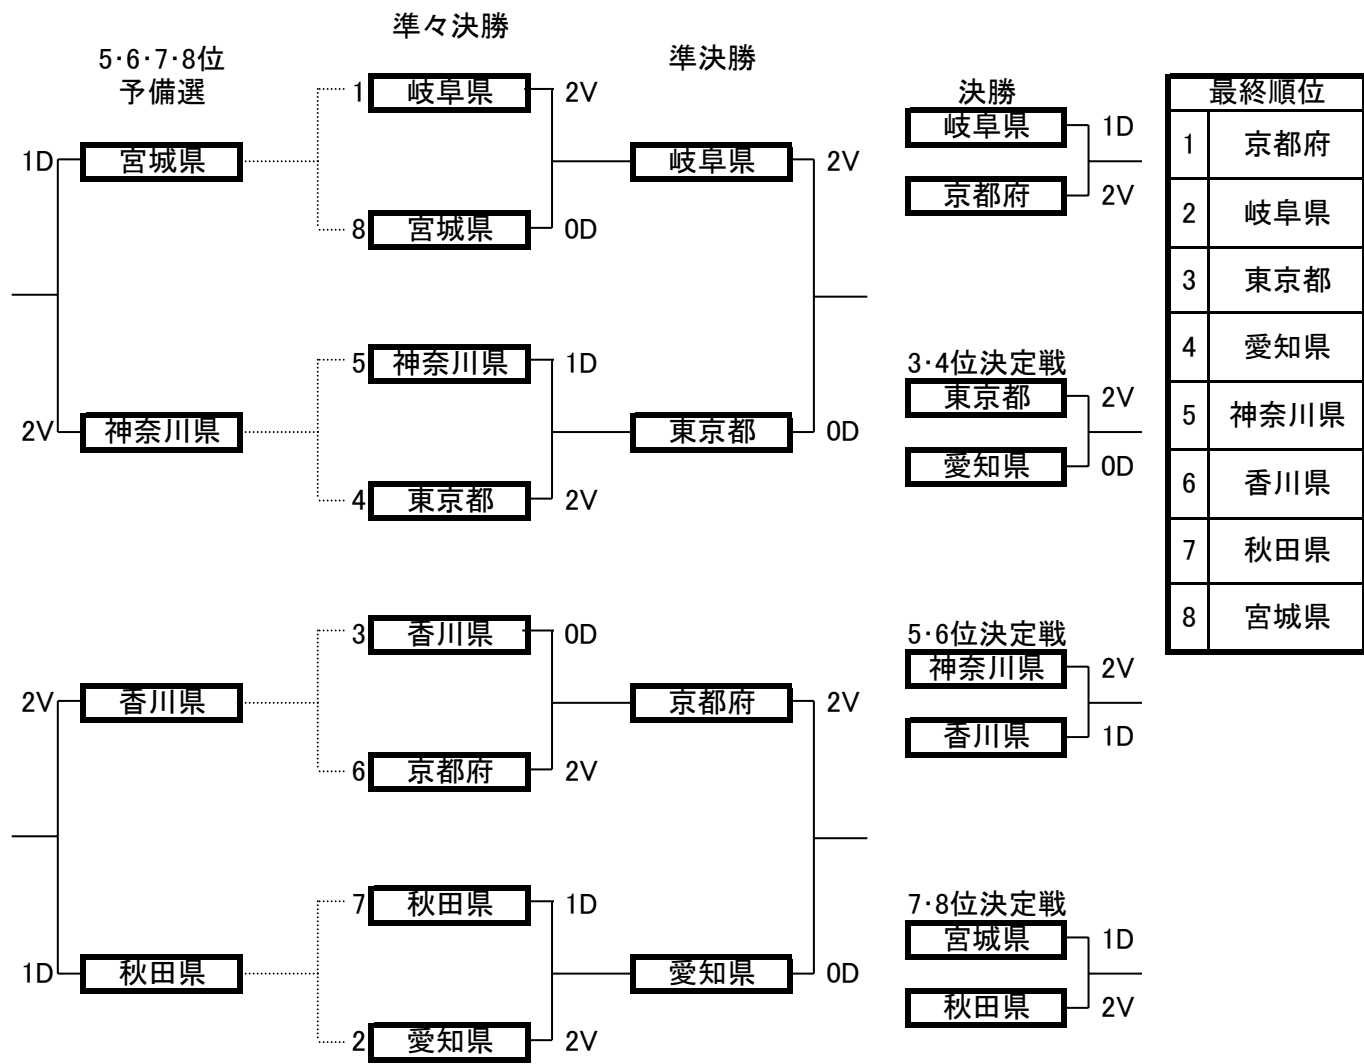 準々決勝
5・6・7・8位
予備選
準決勝
決勝
最終順位
1 岐阜県 2V
岐阜県 1D
1 京都府
1D 宮城県
岐阜県 2V
京都府 2V
2 岐阜県
8 宮城県 0D
3 東京都
5 神奈川県 1D
3・4位決定戦
4 愛知県
東京都 2V
2V 神奈川県
東京都 0D
5 神奈川県
愛知県 0D
4 東京都 2V
6 香川県
7 秋田県
3 香川県 0D
5・6位決定戦
8 宮城県
神奈川県 2V
2V 香川県
京都府 2V
香川県 1D
6 京都府 2V
7 秋田県 1D
7・8位決定戦
宮城県 1D
1D 秋田県
愛知県 0D
秋田県 2V
2 愛知県 2V